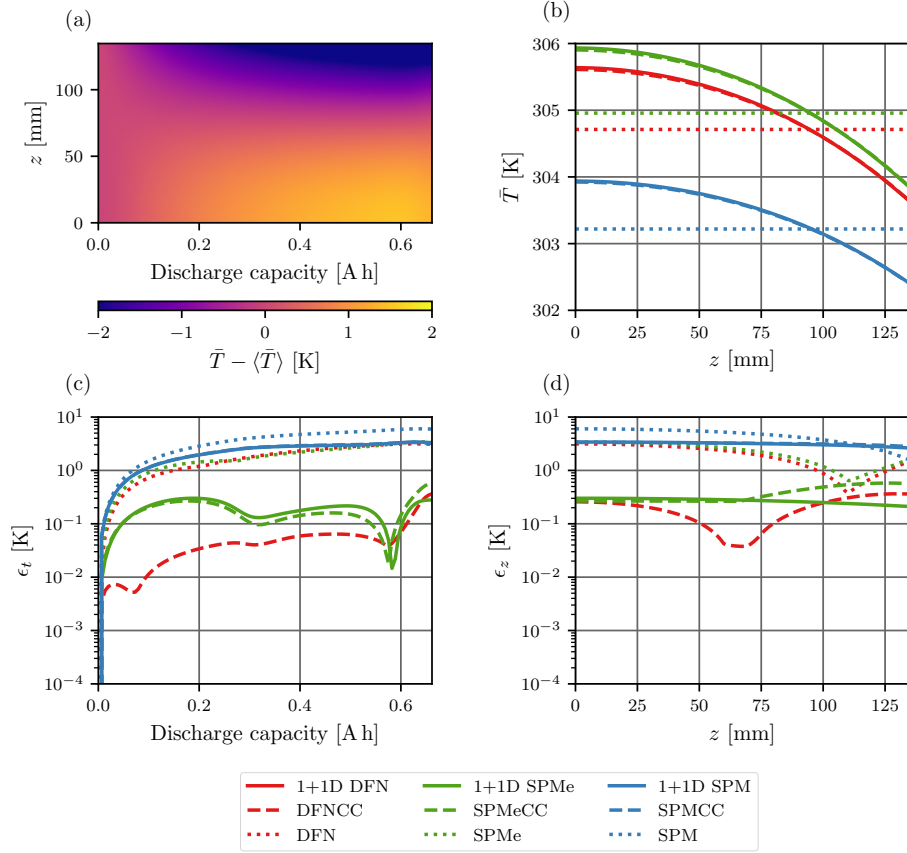 (a)
(b)
100
50
0
z [mm]
0.0 0.2 0.4 0.6
Discharge capacity [A h]
−2 −1 0 1 2
T̄ − ⟨T̄⟩ [K]
306
305
304
303
302
T̄ [K]
0 25 50 75 100 125
z [mm]
(c)
(d)
10¹
10⁰
10⁻¹
10⁻²
10⁻³
10⁻⁴
ϵₜ [K]
0.0 0.2 0.4 0.6
Discharge capacity [A h]
10¹
10⁰
10⁻¹
10⁻²
10⁻³
10⁻⁴
ϵ_z [K]
0 25 50 75 100 125
z [mm]
1+1D DFN 1+1D SPMe 1+1D SPM
DFNCC SPMeCC SPMCC
DFN SPMe SPM